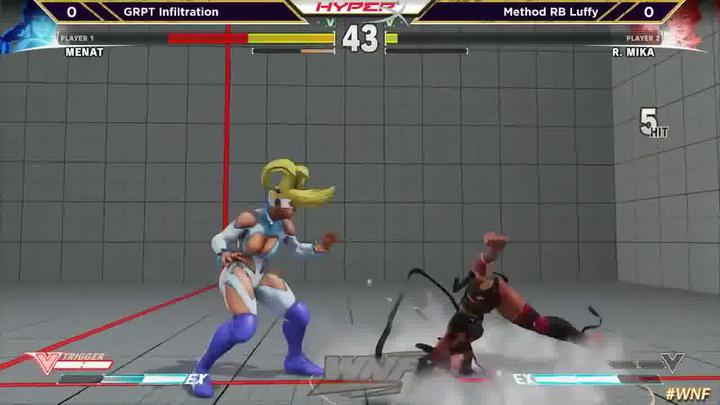 0 GRPT Infiltration HYPER Method RB Luffy 0
PLAYER 1 V 43 V PLAYER 2
MENAT R. MIKA
5 HIT
V TRIGGER V
EX WNF EX
#WNF